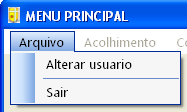 MENU PRINCIPAL
Arquivo Acolhimento
Alterar usuario
Sair